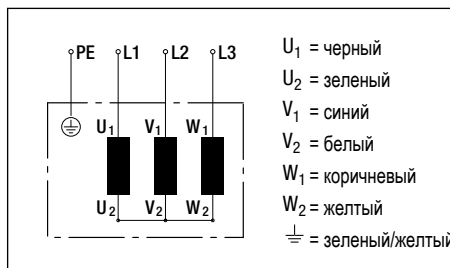 PE L1 L2 L3
U1 V1 W1
U2 V2 W2
U1 = черный
U2 = зеленый
V1 = синий
V2 = белый
W1 = коричневый
W2 = желтый
⏚ = зеленый/желтый